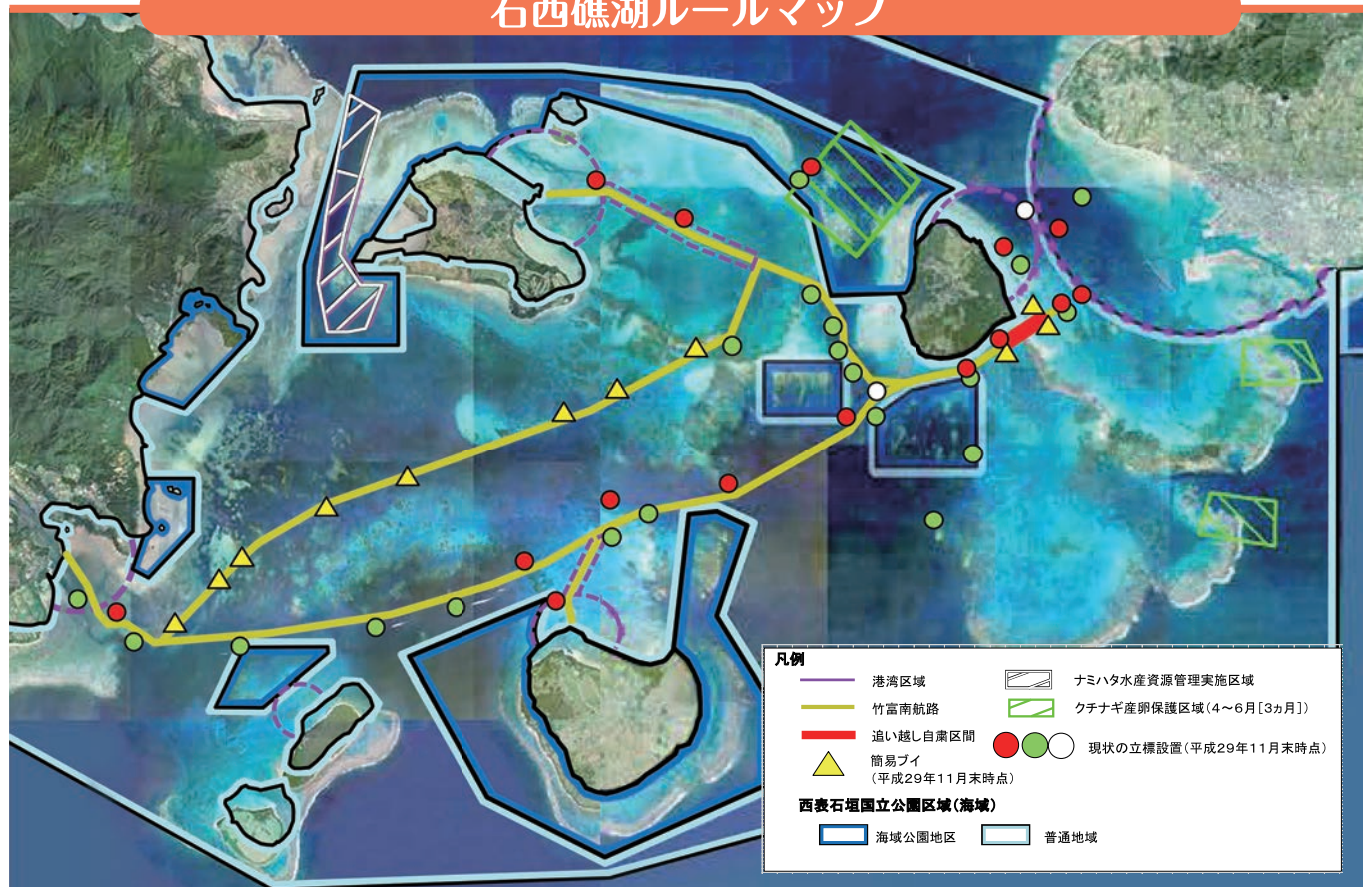 石西礁湖ルールマップ
凡例
港湾区域
竹富南航路
追い越し自粛区間
簡易ブイ
(平成29年11月末時点)
ナミハタ水産資源管理実施区域
クチナギ産卵保護区域(4～6月[3ヵ月])
現状の立標設置(平成29年11月末時点)
西表石垣国立公園区域(海域)
海域公園地区
普通地域